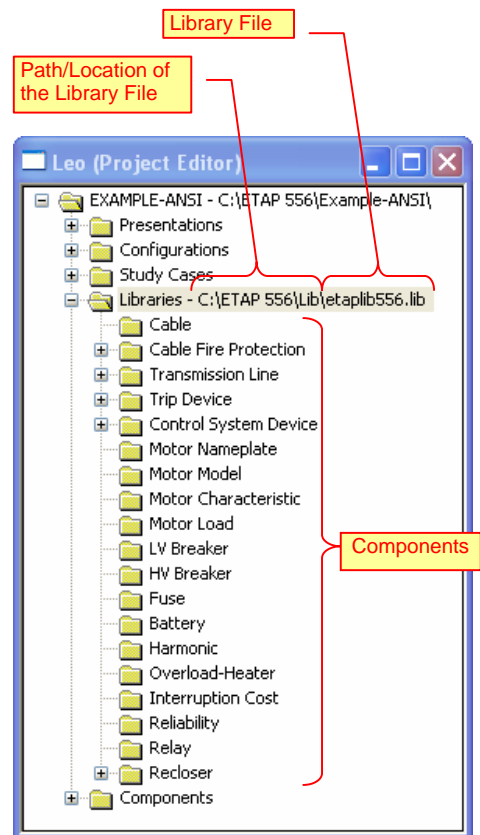 Library File
Path/Location of
the Library File
Leo (Project Editor)
EXAMPLE-ANSI - C:\ETAP 556\Example-ANSI\
Presentations
Configurations
Study Cases
Libraries - C:\ETAP 556\Lib\etaplib556.lib
Cable
Cable Fire Protection
Transmission Line
Trip Device
Control System Device
Motor Nameplate
Motor Model
Motor Characteristic
Motor Load
LV Breaker
Components
HV Breaker
Fuse
Battery
Harmonic
Overload-Heater
Interruption Cost
Reliability
Relay
Recloser
Components